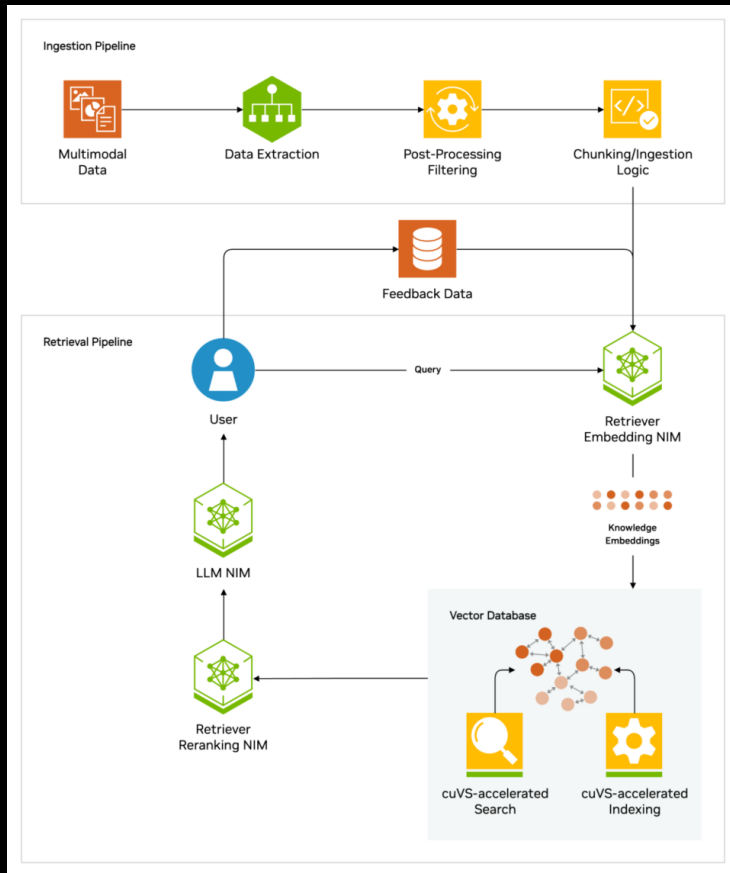 Ingestion Pipeline
Multimodal
Data
Data Extraction
Post-Processing
Filtering
Chunking/Ingestion
Logic
Feedback Data
Retrieval Pipeline
User
Query
Retriever
Embedding NIM
Knowledge
Embeddings
LLM NIM
Vector Database
Retriever
Reranking NIM
cuVS-accelerated
Search
cuVS-accelerated
Indexing